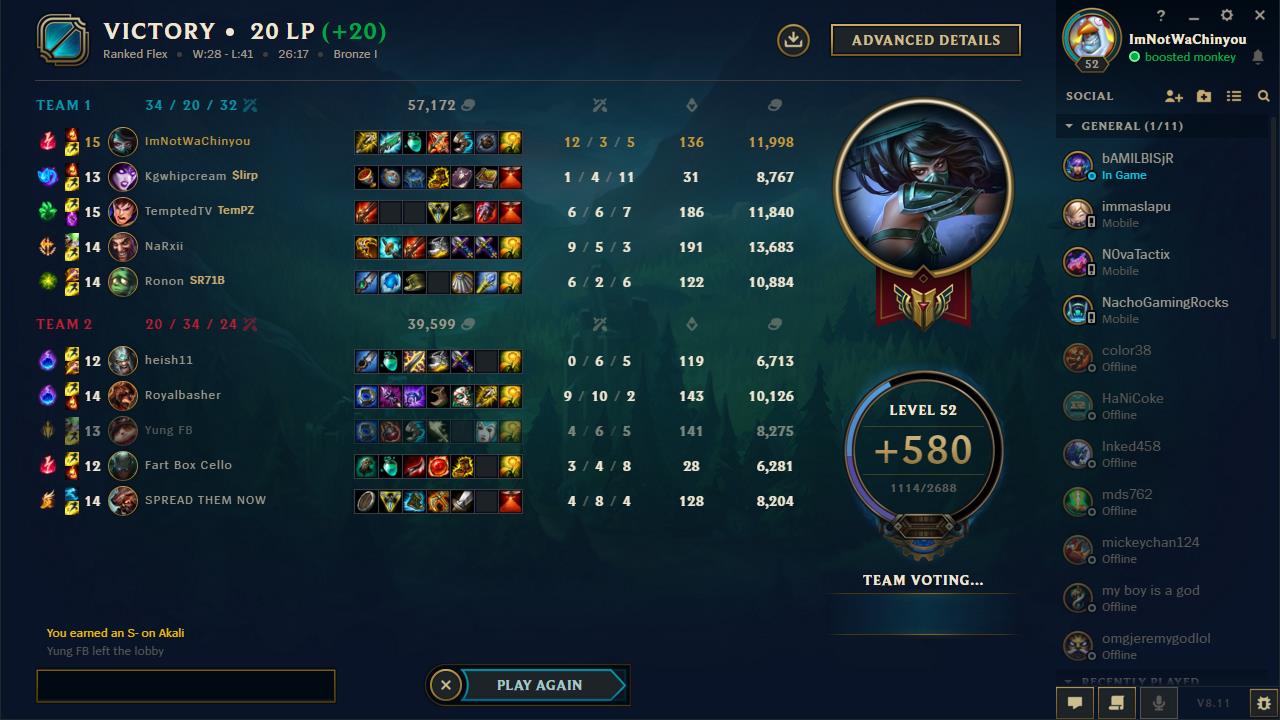 VICTORY • 20 LP (+20)
Ranked Flex • W:28 - L:41 • 26:17 • Bronze I
ADVANCED DETAILS
?
ImNotWaChinyou
52
boosted monkey
SOCIAL
GENERAL (1/11)
bAMILBISjR
In Game
immaslapu
Mobile
N0vaTactix
Mobile
NachoGamingRocks
Mobile
color38
Offline
HaNiCoke
Offline
Inked458
Offline
mds762
Offline
mickeychan124
Offline
my boy is a god
Offline
omgjeremygodlol
Offline
RECENTLY PLAYED
V8.11
TEAM 1 34 / 20 / 32 57,172
15 ImNotWaChinyou 12 / 3 / 5 136 11,998
13 Kgwhipcream $lirp 1 / 4 / 11 31 8,767
15 TemptedTV TemPZ 6 / 6 / 7 186 11,840
14 NaRxii 9 / 5 / 3 191 13,683
14 Ronon SR71B 6 / 2 / 6 122 10,884
TEAM 2 20 / 34 / 24 39,599
12 heish11 0 / 6 / 5 119 6,713
14 Royalbasher 9 / 10 / 2 143 10,126
13 Yung FB 4 / 6 / 5 141 8,275
12 Fart Box Cello 3 / 4 / 8 28 6,281
14 SPREAD THEM NOW 4 / 8 / 4 128 8,204
LEVEL 52
+580
1114/2688
TEAM VOTING...
You earned an S- on Akali
Yung FB left the lobby
PLAY AGAIN